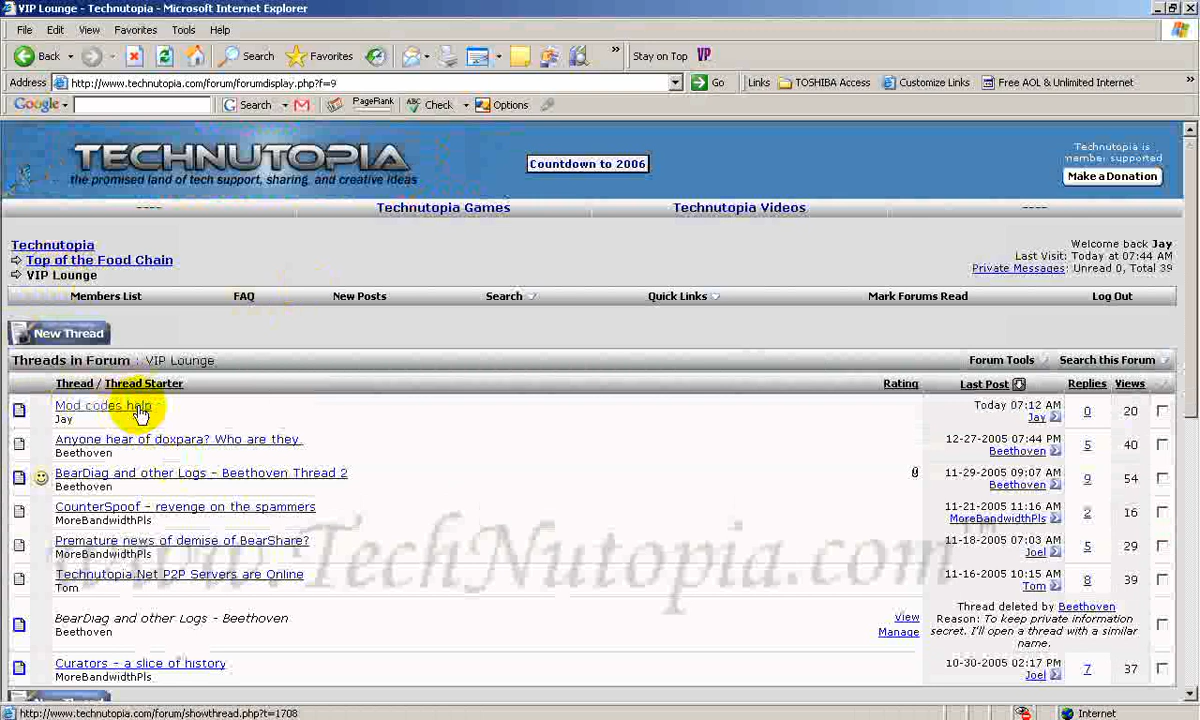 VIP Lounge - Technutopia - Microsoft Internet Explorer
File Edit View Favorites Tools Help
Back Search Favorites » Stay on Top VP
Address http://www.technutopia.com/forum/forumdisplay.php?f=9 Go Links TOSHIBA Access Customize Links Free AOL & Unlimited Internet »
Google Search PageRank ABC Check Options
TECHNUTOPIA
the promised land of tech support, sharing, and creative ideas
Countdown to 2006
Technutopia is
member supported
Make a Donation
---- Technutopia Games Technutopia Videos ----
Technutopia
Top of the Food Chain
VIP Lounge
Welcome back Jay
Last Visit: Today at 07:44 AM
Private Messages: Unread 0, Total 39
Members List FAQ New Posts Search Quick Links Mark Forums Read Log Out
New Thread
Threads in Forum : VIP Lounge Forum Tools Search this Forum
Thread / Thread Starter Rating Last Post Replies Views
Mod codes help Today 07:12 AM 0 20
Jay Jay
Anyone hear of doxpara? Who are they. 12-27-2005 07:44 PM 5 40
Beethoven Beethoven
BearDiag and other Logs - Beethoven Thread 2 11-29-2005 09:07 AM 9 54
Beethoven Beethoven
CounterSpoof - revenge on the spammers 11-21-2005 11:16 AM 2 16
MoreBandwidthPls MoreBandwidthPls
Premature news of demise of BearShare? 11-18-2005 07:03 AM 5 29
MoreBandwidthPls Joel
Technutopia.Net P2P Servers are Online 11-16-2005 10:15 AM 8 39
Tom Tom
BearDiag and other Logs - Beethoven View Thread deleted by Beethoven
Beethoven Manage Reason: To keep private information
secret. I'll open a thread with a similar
name.
Curators - a slice of history 10-30-2005 02:17 PM 7 37
MoreBandwidthPls Joel
www.TechNutopia.com
http://www.technutopia.com/forum/showthread.php?t=1708 Internet